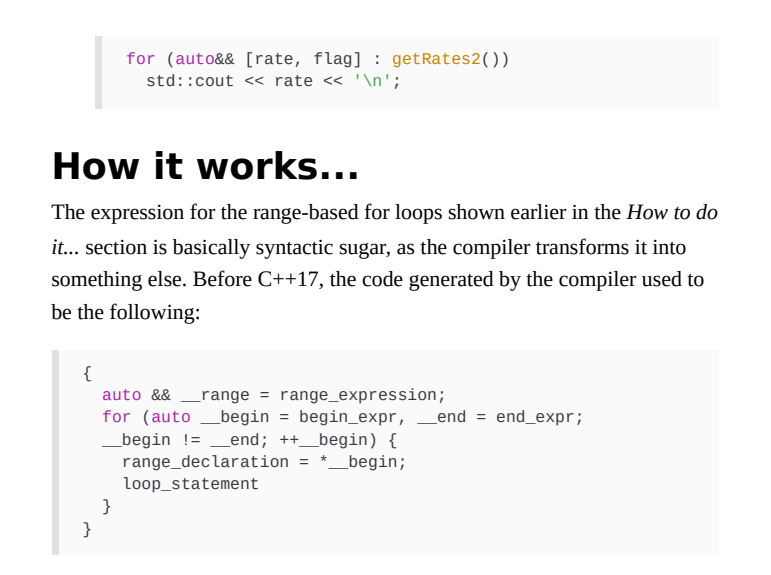 for (auto&& [rate, flag] : getRates2())
  std::cout << rate << '\n';
How it works...
The expression for the range-based for loops shown earlier in the How to do
it... section is basically syntactic sugar, as the compiler transforms it into
something else. Before C++17, the code generated by the compiler used to
be the following:
{
  auto && __range = range_expression;
  for (auto __begin = begin_expr, __end = end_expr;
  __begin != __end; ++__begin) {
    range_declaration = *__begin;
    loop_statement
  }
}